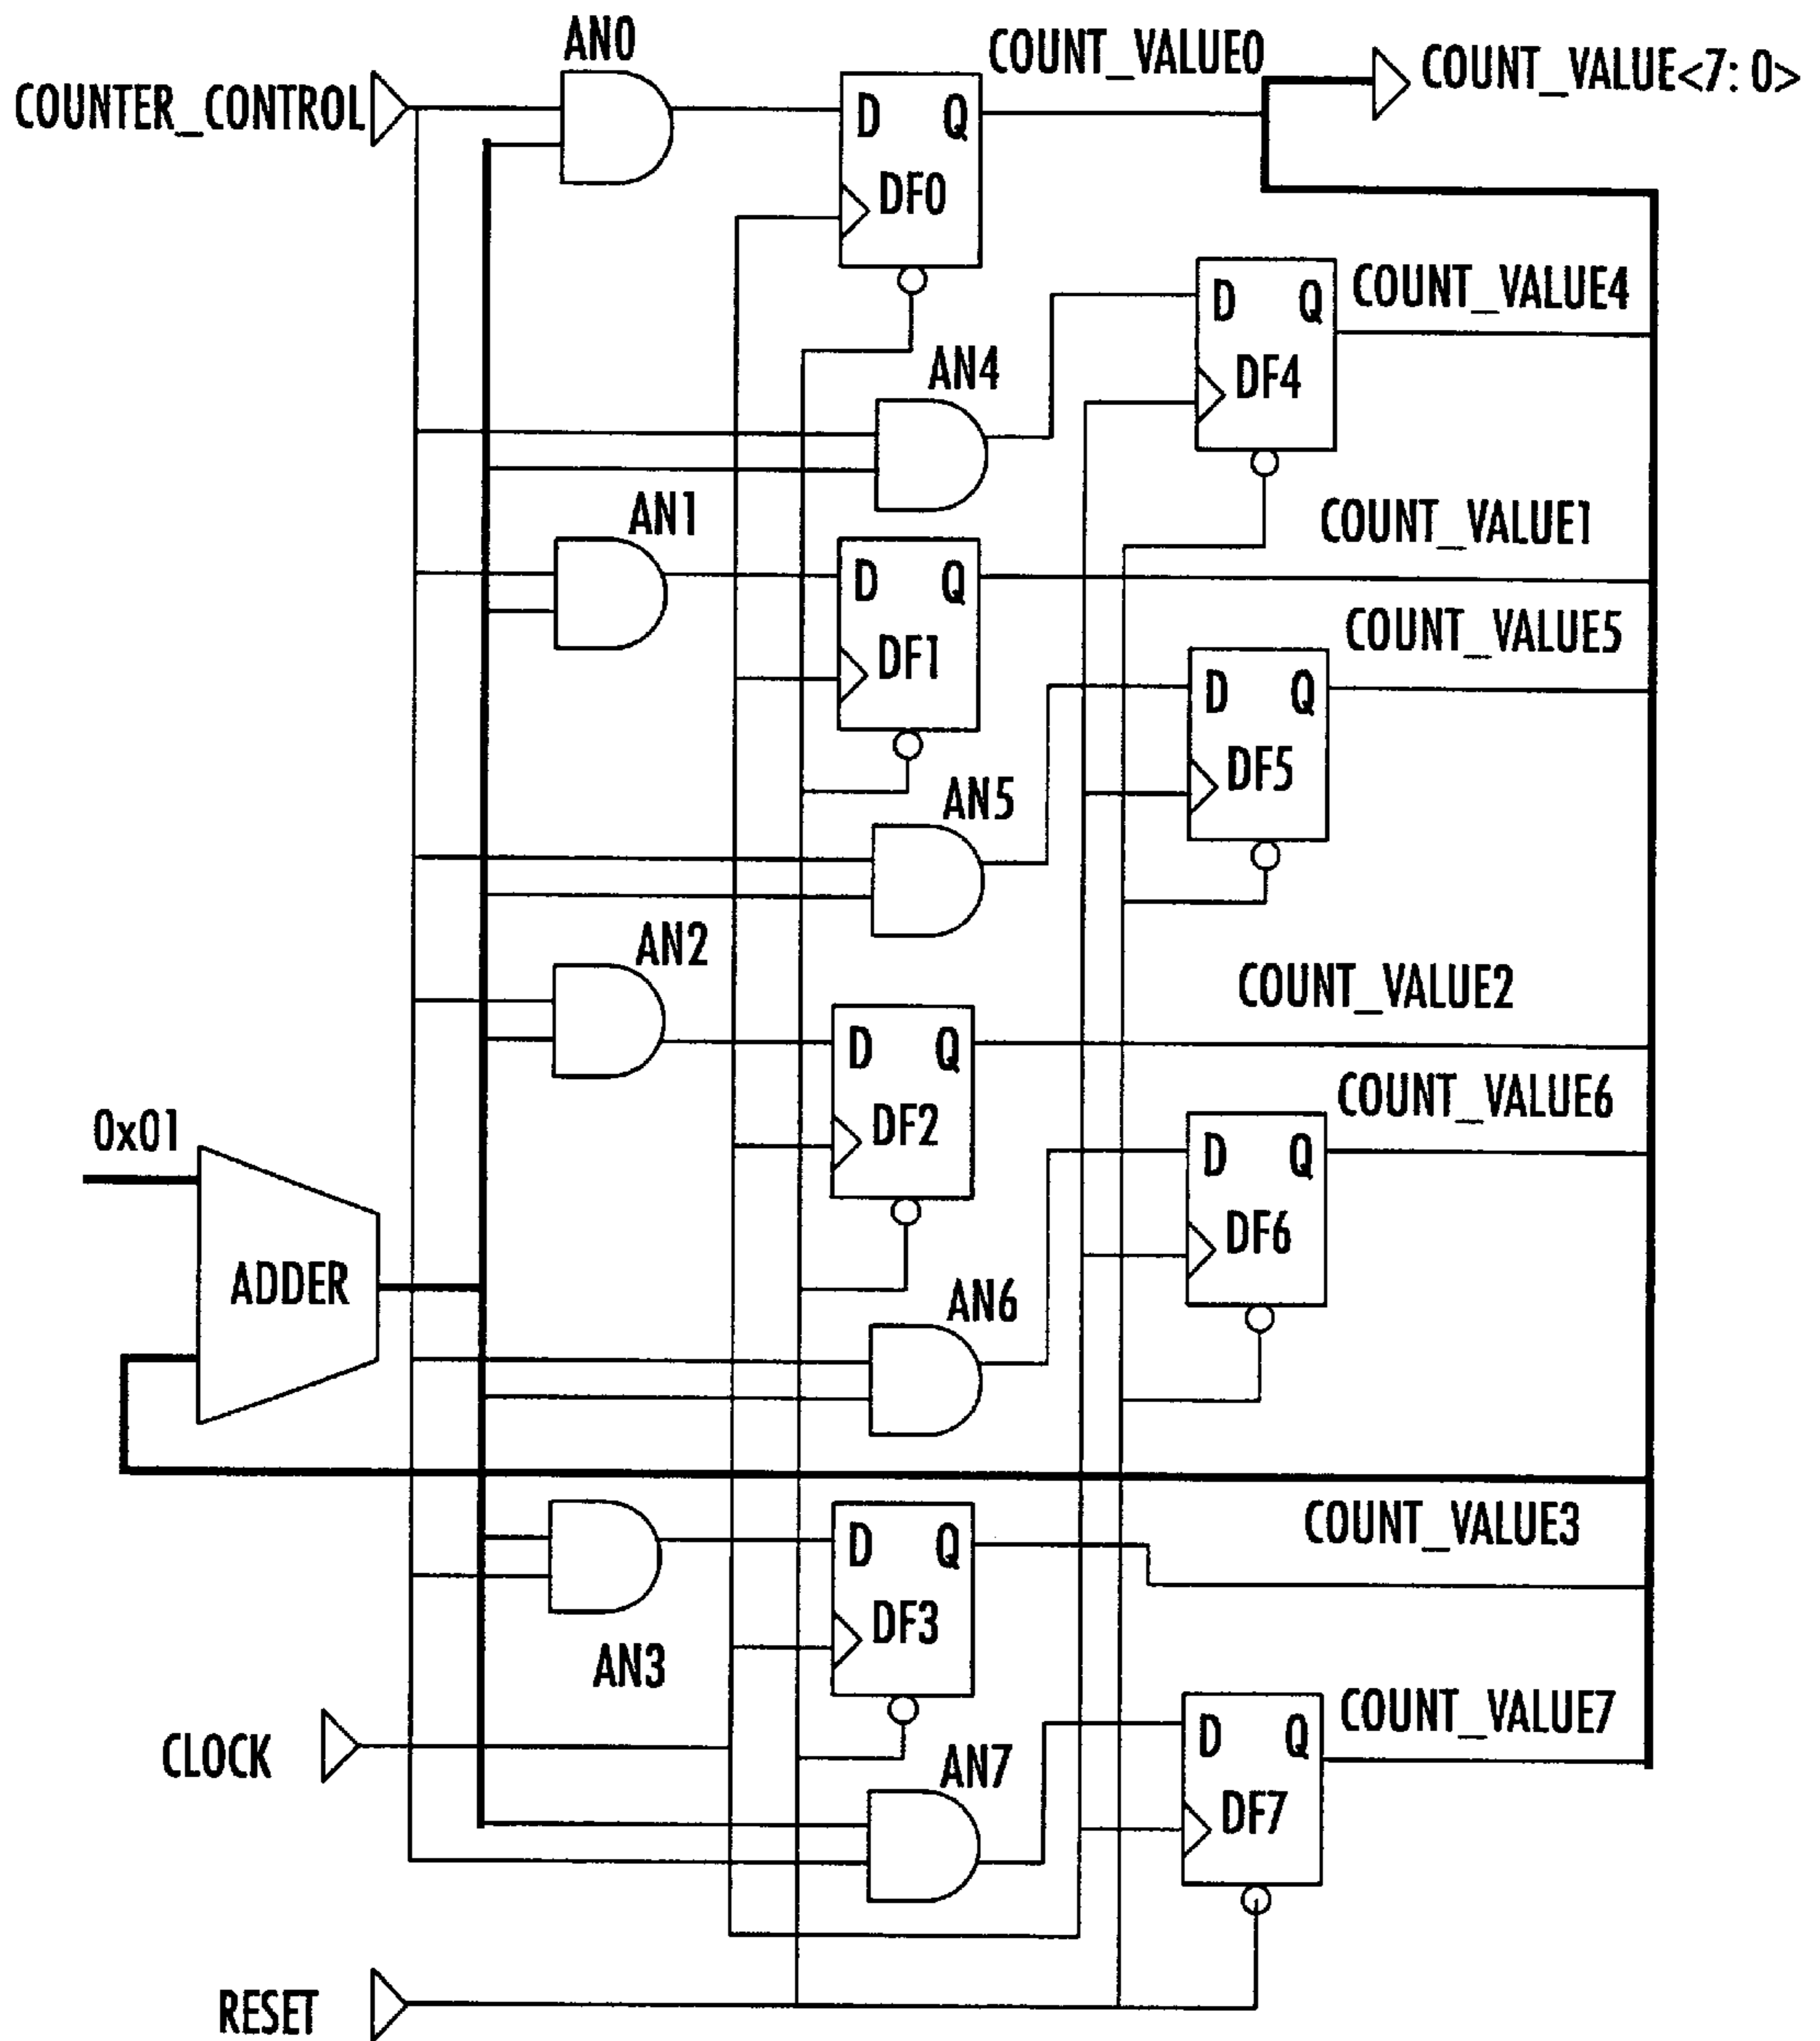 AN0
COUNT_VALUE0
COUNT_VALUE<7: 0>
COUNTER_CONTROL
D Q
DF0
D Q
COUNT_VALUE4
DF4
AN4
AN1
COUNT_VALUE1
D Q
DF1
COUNT_VALUE5
D Q
DF5
AN5
AN2
COUNT_VALUE2
D Q
DF2
COUNT_VALUE6
0x01
D Q
DF6
ADDER
AN6
COUNT_VALUE3
D Q
DF3
AN3
COUNT_VALUE7
D Q
DF7
CLOCK
AN7
RESET